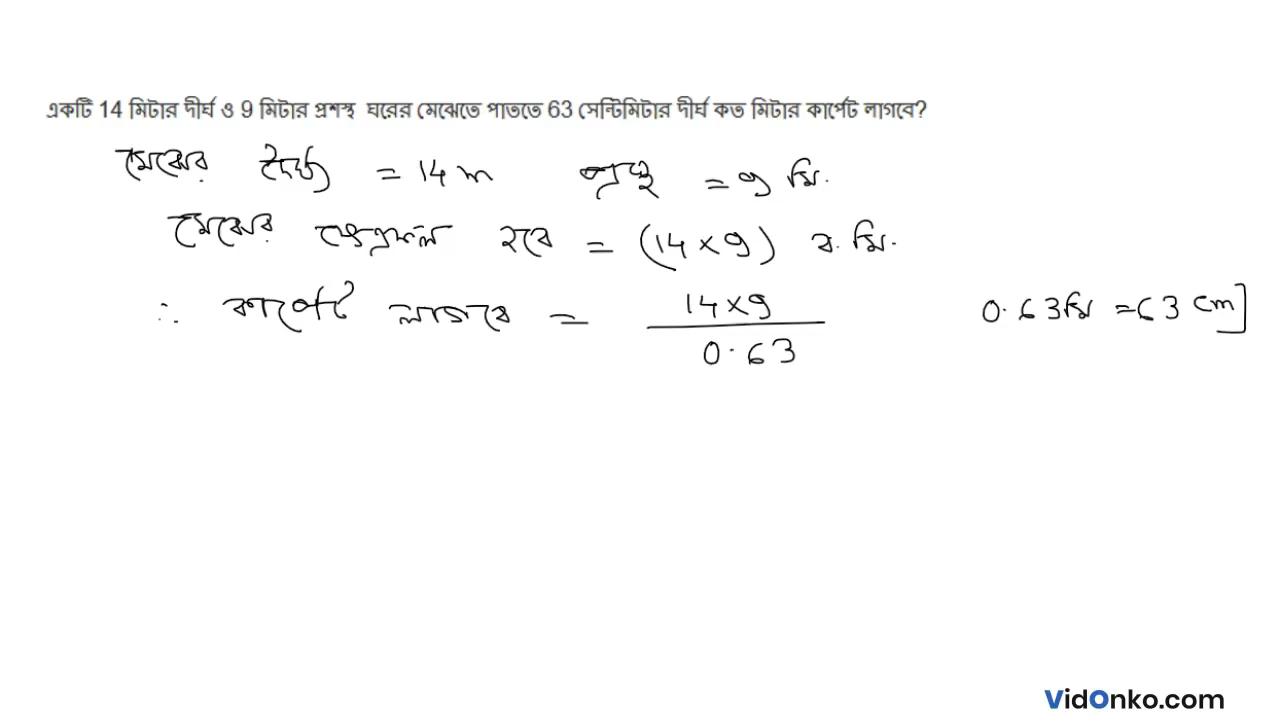 একটি 14 মিটার দীর্ঘ ও 9 মিটার প্রশস্থ ঘরের মেঝেতে পাততে 63 সেন্টিমিটার দীর্ঘ কত মিটার কার্পেট লাগবে?
মেঝের দৈর্ঘ্য = 14 m প্রস্থ = 9 মি.
মেঝের ক্ষেত্রফল হবে = (14 × 9) ব. মি.
∴ কার্পেট লাগবে = 14 × 9 0.63 মি = 63 cm]
0.63
VidOnko.com